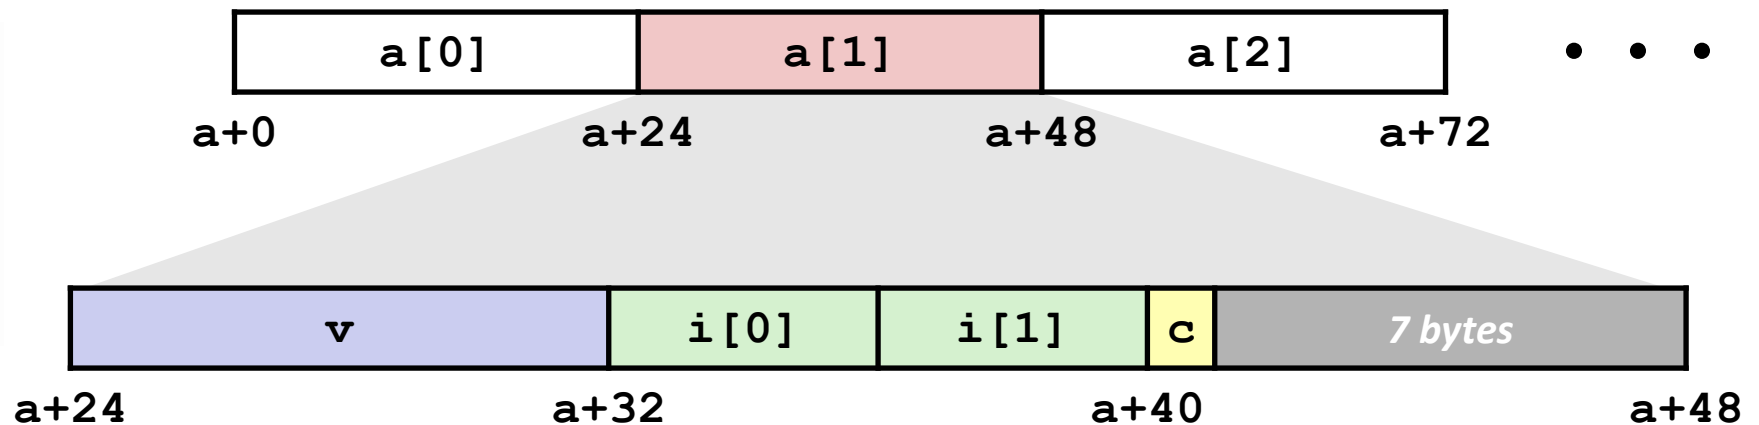 a[0] a[1] a[2] • • •
a+0 a+24 a+48 a+72
v i[0] i[1] c 7 bytes
a+24 a+32 a+40 a+48